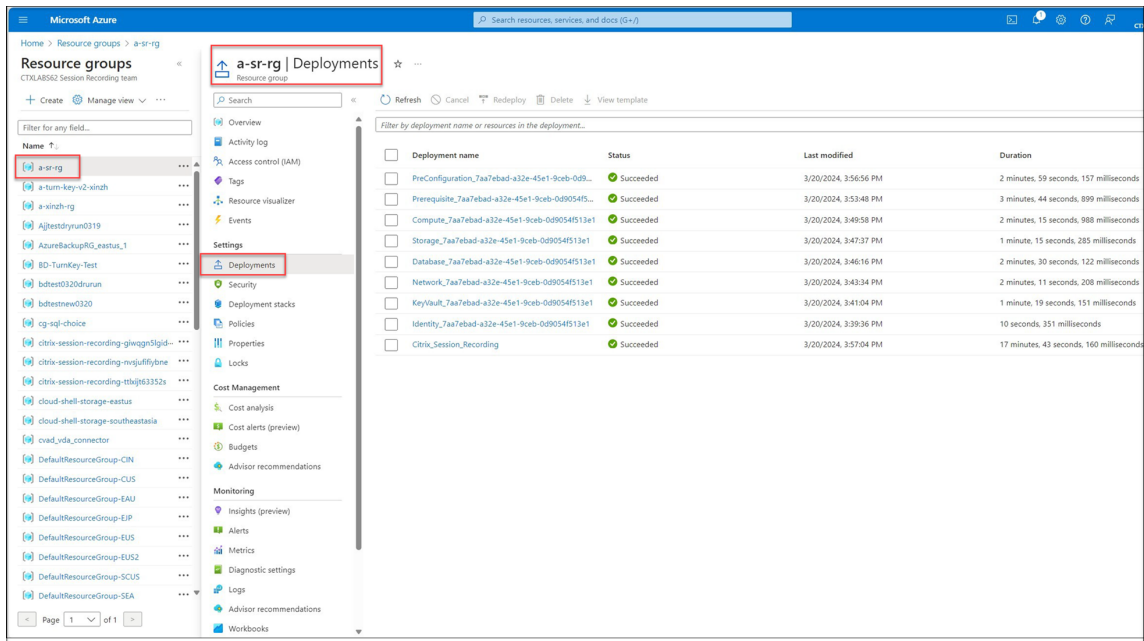 Microsoft Azure
Search resources, services, and docs (G+/)
1
Home > Resource groups > a-sr-rg
Resource groups
CTXLABS62 Session Recording team
+ Create
Manage view
Filter for any field...
Name ↑↓
a-sr-rg
a-turn-key-v2-xinzh
a-xinzh-rg
Ajjtestdryrun0319
AzureBackupRG_eastus_1
BD-TurnKey-Test
bdtest0320drurun
bdtestnew0320
cg-sql-choice
citrix-session-recording-giwqgn5lgid
citrix-session-recording-nvsjufifiybne
citrix-session-recording-ttlxijt63352s
cloud-shell-storage-eastus
cloud-shell-storage-southeastasia
cvad_vda_connector
DefaultResourceGroup-CIN
DefaultResourceGroup-CUS
DefaultResourceGroup-EAU
DefaultResourceGroup-EJP
DefaultResourceGroup-EUS
DefaultResourceGroup-EUS2
DefaultResourceGroup-SCUS
DefaultResourceGroup-SEA
< Page 1 of 1 >
a-sr-rg | Deployments
Resource group
Search
Overview
Activity log
Access control (IAM)
Tags
Resource visualizer
Events
Settings
Deployments
Security
Deployment stacks
Policies
Properties
Locks
Cost Management
Cost analysis
Cost alerts (preview)
Budgets
Advisor recommendations
Monitoring
Insights (preview)
Alerts
Metrics
Diagnostic settings
Logs
Advisor recommendations
Workbooks
Refresh Cancel Redeploy Delete View template
Filter by deployment name or resources in the deployment...
Deployment name Status Last modified Duration
PreConfiguration_7aa7ebad-a32e-45e1-9ceb-0d9... Succeeded 3/20/2024, 3:56:56 PM 2 minutes, 59 seconds, 157 milliseconds
Prerequisite_7aa7ebad-a32e-45e1-9ceb-0d9054f5... Succeeded 3/20/2024, 3:53:48 PM 3 minutes, 44 seconds, 899 milliseconds
Compute_7aa7ebad-a32e-45e1-9ceb-0d9054f513e1 Succeeded 3/20/2024, 3:49:58 PM 2 minutes, 15 seconds, 988 milliseconds
Storage_7aa7ebad-a32e-45e1-9ceb-0d9054f513e1 Succeeded 3/20/2024, 3:47:37 PM 1 minute, 15 seconds, 285 milliseconds
Database_7aa7ebad-a32e-45e1-9ceb-0d9054f513e1 Succeeded 3/20/2024, 3:46:16 PM 2 minutes, 30 seconds, 122 milliseconds
Network_7aa7ebad-a32e-45e1-9ceb-0d9054f513e1 Succeeded 3/20/2024, 3:43:34 PM 2 minutes, 11 seconds, 208 milliseconds
KeyVault_7aa7ebad-a32e-45e1-9ceb-0d9054f513e1 Succeeded 3/20/2024, 3:41:04 PM 1 minute, 19 seconds, 151 milliseconds
Identity_7aa7ebad-a32e-45e1-9ceb-0d9054f513e1 Succeeded 3/20/2024, 3:39:36 PM 10 seconds, 351 milliseconds
Citrix_Session_Recording Succeeded 3/20/2024, 3:57:04 PM 17 minutes, 43 seconds, 160 milliseconds